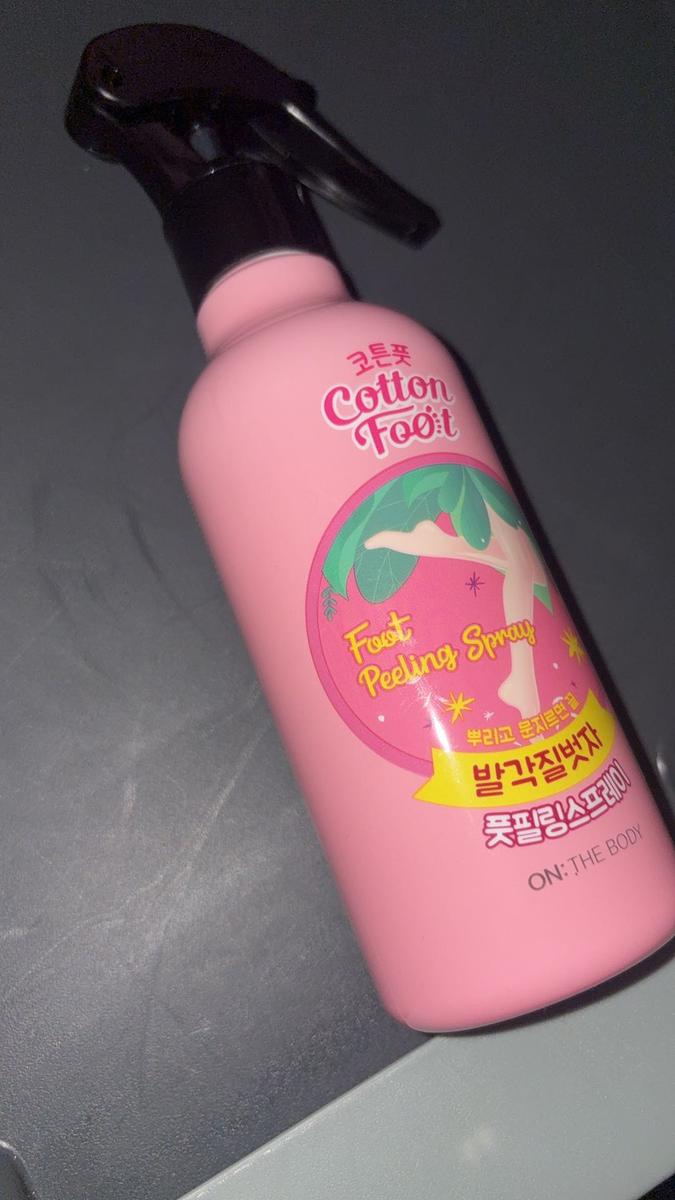 코튼풋
Cotton
Foot
Foot
Peeling Spray
뿌리고 문지르면 끝
발각질벗자
풋필링스프레이
ON: THE BODY